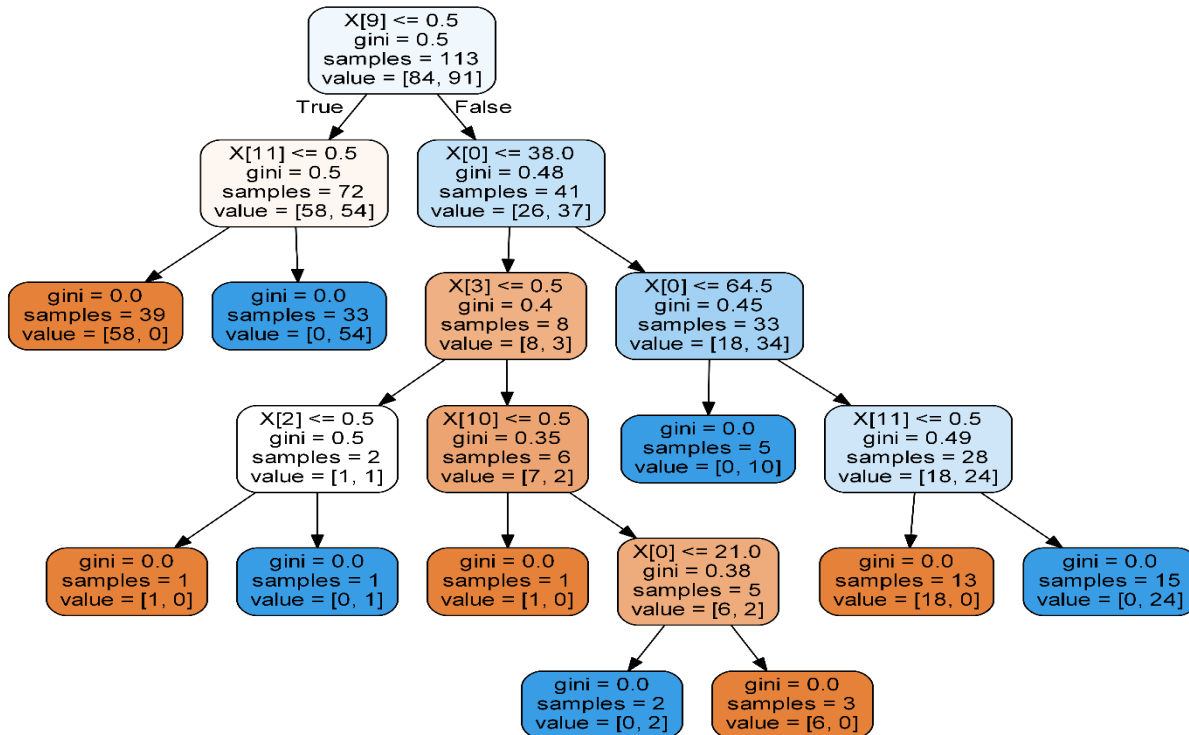 X[9] <= 0.5
gini = 0.5
samples = 113
value = [84, 91]
True
False
X[11] <= 0.5
gini = 0.5
samples = 72
value = [58, 54]
X[0] <= 38.0
gini = 0.48
samples = 41
value = [26, 37]
gini = 0.0
samples = 39
value = [58, 0]
gini = 0.0
samples = 33
value = [0, 54]
X[3] <= 0.5
gini = 0.4
samples = 8
value = [8, 3]
X[0] <= 64.5
gini = 0.45
samples = 33
value = [18, 34]
X[2] <= 0.5
gini = 0.5
samples = 2
value = [1, 1]
X[10] <= 0.5
gini = 0.35
samples = 6
value = [7, 2]
gini = 0.0
samples = 5
value = [0, 10]
X[11] <= 0.5
gini = 0.49
samples = 28
value = [18, 24]
gini = 0.0
samples = 1
value = [1, 0]
gini = 0.0
samples = 1
value = [0, 1]
gini = 0.0
samples = 1
value = [1, 0]
X[0] <= 21.0
gini = 0.38
samples = 5
value = [6, 2]
gini = 0.0
samples = 13
value = [18, 0]
gini = 0.0
samples = 15
value = [0, 24]
gini = 0.0
samples = 2
value = [0, 2]
gini = 0.0
samples = 3
value = [6, 0]